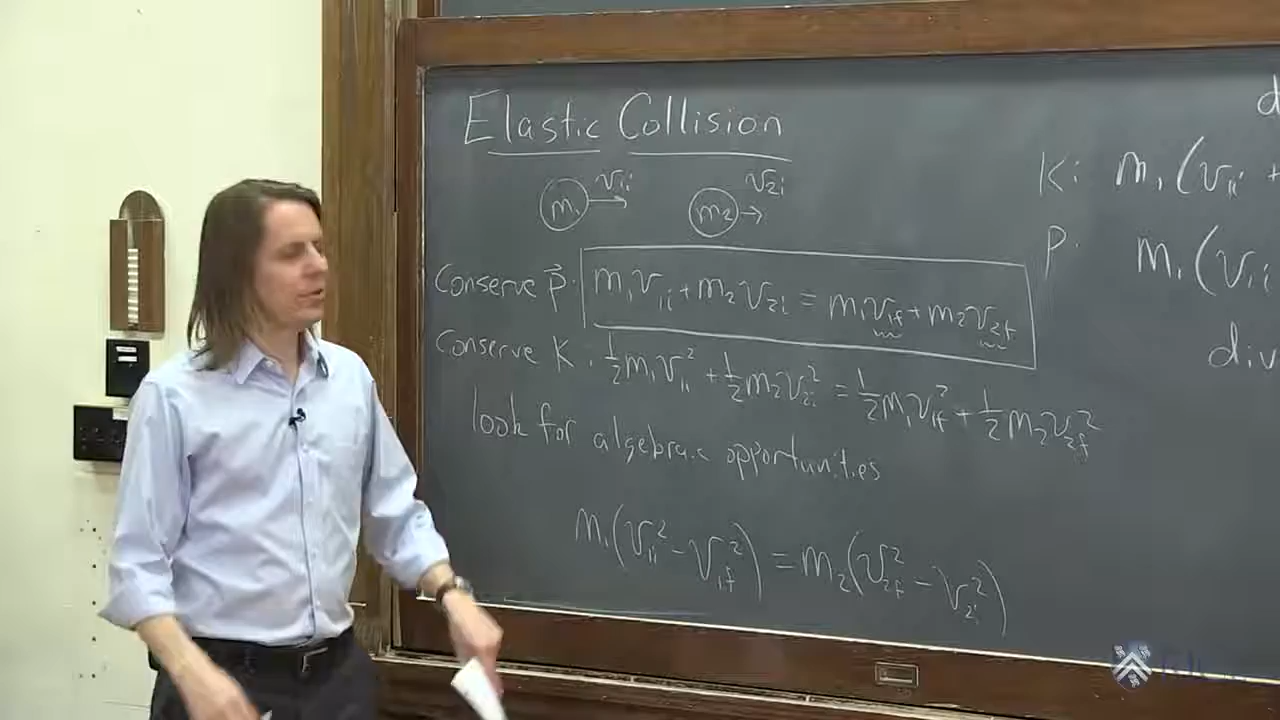 Elastic Collision
m₁ v₁ᵢ m₂ v₂ᵢ
Conserve p⃗: m₁v₁ᵢ + m₂v₂ᵢ = m₁v₁f + m₂v₂f
Conserve K: ½m₁v₁ᵢ² + ½m₂v₂ᵢ² = ½m₁v₁f² + ½m₂v₂f²
look for algebraic opportunities
m₁(v₁ᵢ² - v₁f²) = m₂(v₂f² - v₂ᵢ²)
d
K: m₁(v₁ᵢ +
P: m₁(v₁ᵢ
div